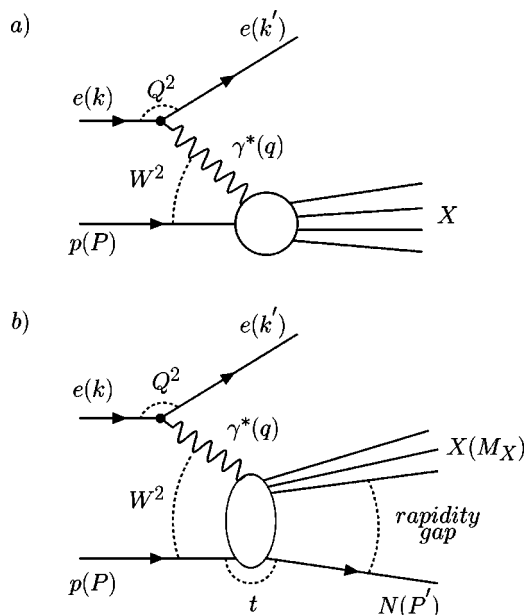 a)
e(k′)
e(k)
Q²
γ*(q)
W²
X
p(P)
b)
e(k′)
e(k)
Q²
γ*(q)
X(M_X)
W²
rapidity
gap
p(P)
t
N(P′)